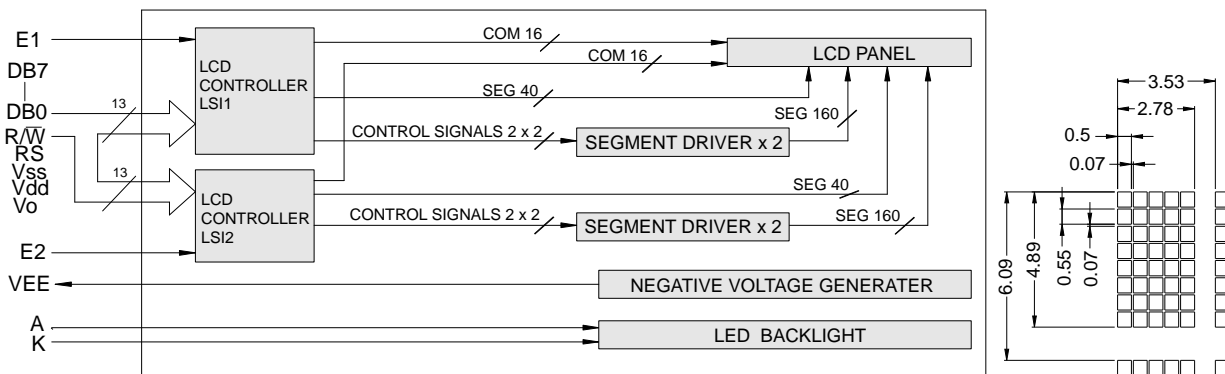 E1
DB7
DB0
R/W
RS
Vss
Vdd
Vo
E2
VEE
A
K
13
13
LCD
CONTROLLER
LSI1
LCD
CONTROLLER
LSI2
COM 16
COM 16
SEG 40
CONTROL SIGNALS 2 x 2
SEG 40
CONTROL SIGNALS 2 x 2
LCD PANEL
SEG 160
SEGMENT DRIVER x 2
SEGMENT DRIVER x 2
SEG 160
NEGATIVE VOLTAGE GENERATER
LED BACKLIGHT
3.53
2.78
0.5
0.07
6.09
4.89
0.55
0.07